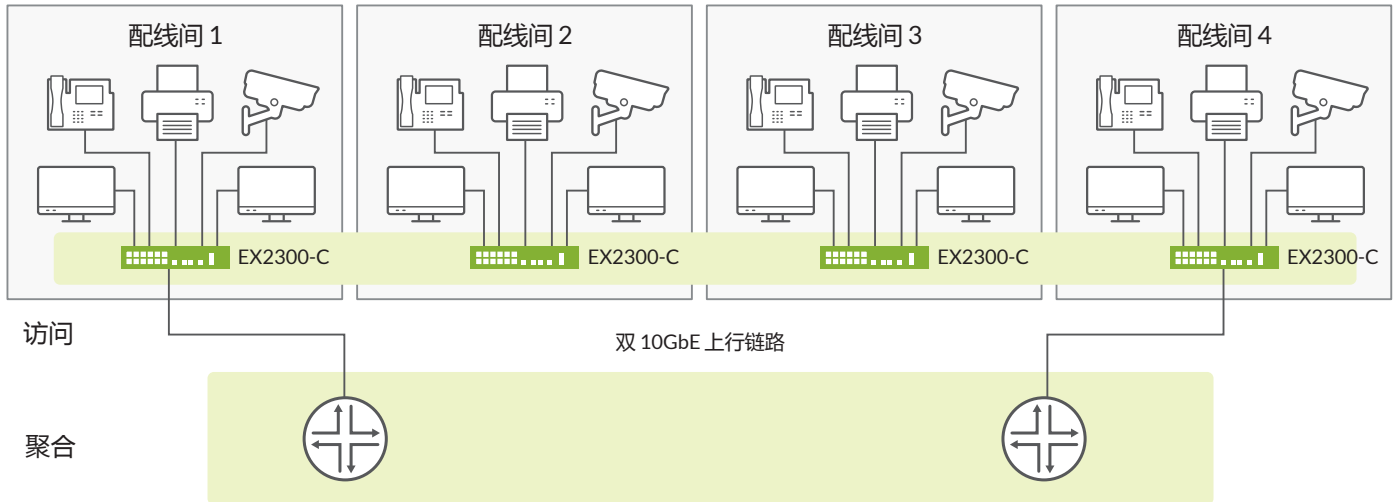 配线间 1
配线间 2
配线间 3
配线间 4
EX2300-C
EX2300-C
EX2300-C
EX2300-C
访问
双 10GbE 上行链路
聚合